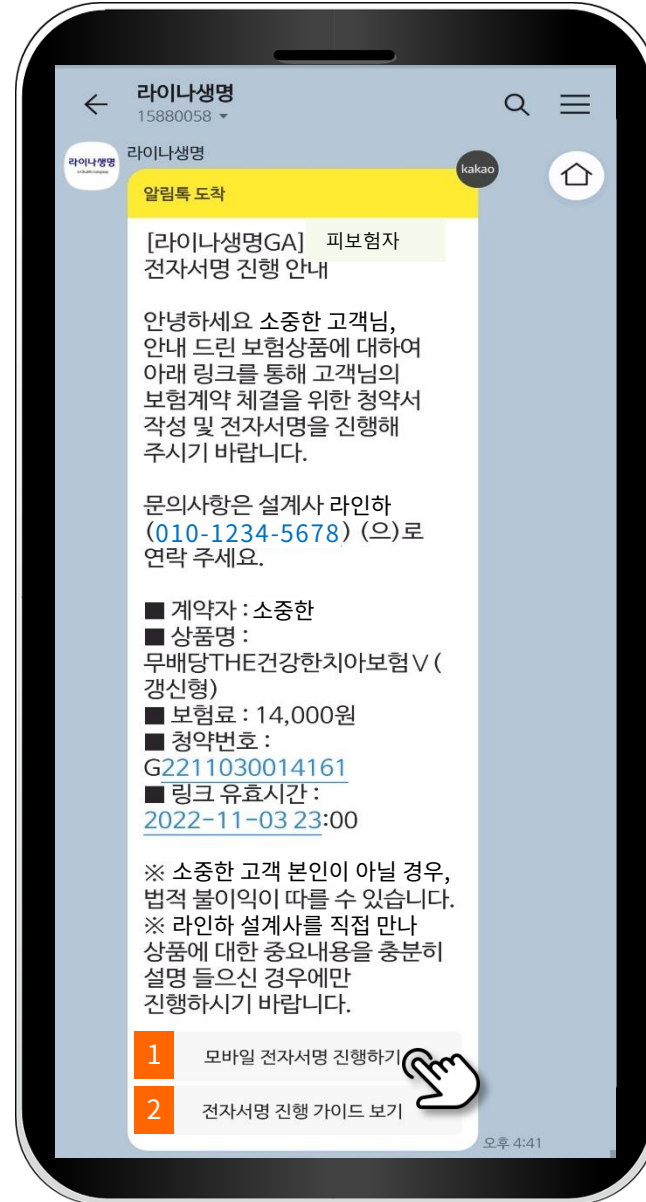 라이나생명
15880058
라이나생명
라이나생명
kakao
알림톡 도착
[라이나생명GA] 피보험자
전자서명 진행 안내
안녕하세요 소중한 고객님,
안내 드린 보험상품에 대하여
아래 링크를 통해 고객님의
보험계약 체결을 위한 청약서
작성 및 전자서명을 진행해
주시기 바랍니다.
문의사항은 설계사 라인하
(010-1234-5678) (으)로
연락 주세요.
■ 계약자 : 소중한
■ 상품명 :
무배당THE건강한치아보험Ⅴ(
갱신형)
■ 보험료 : 14,000원
■ 청약번호 :
G2211030014161
■ 링크 유효시간 :
2022-11-03 23:00
※ 소중한 고객 본인이 아닐 경우,
법적 불이익이 따를 수 있습니다.
※ 라인하 설계사를 직접 만나
상품에 대한 중요내용을 충분히
설명 들으신 경우에만
진행하시기 바랍니다.
1 모바일 전자서명 진행하기
2 전자서명 진행 가이드 보기
오후 4:41